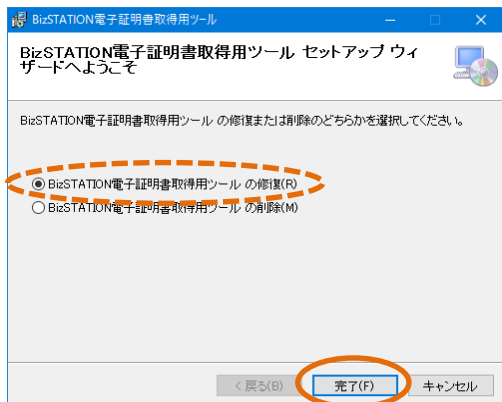 BizSTATION電子証明書取得用ツール
BizSTATION電子証明書取得用ツール セットアップ ウィ
ザードへようこそ
BizSTATION電子証明書取得用ツール の修復または削除のどちらかを選択してください。
BizSTATION電子証明書取得用ツール の修復(R)
BizSTATION電子証明書取得用ツール の削除(M)
< 戻る(B)
完了(F)
キャンセル